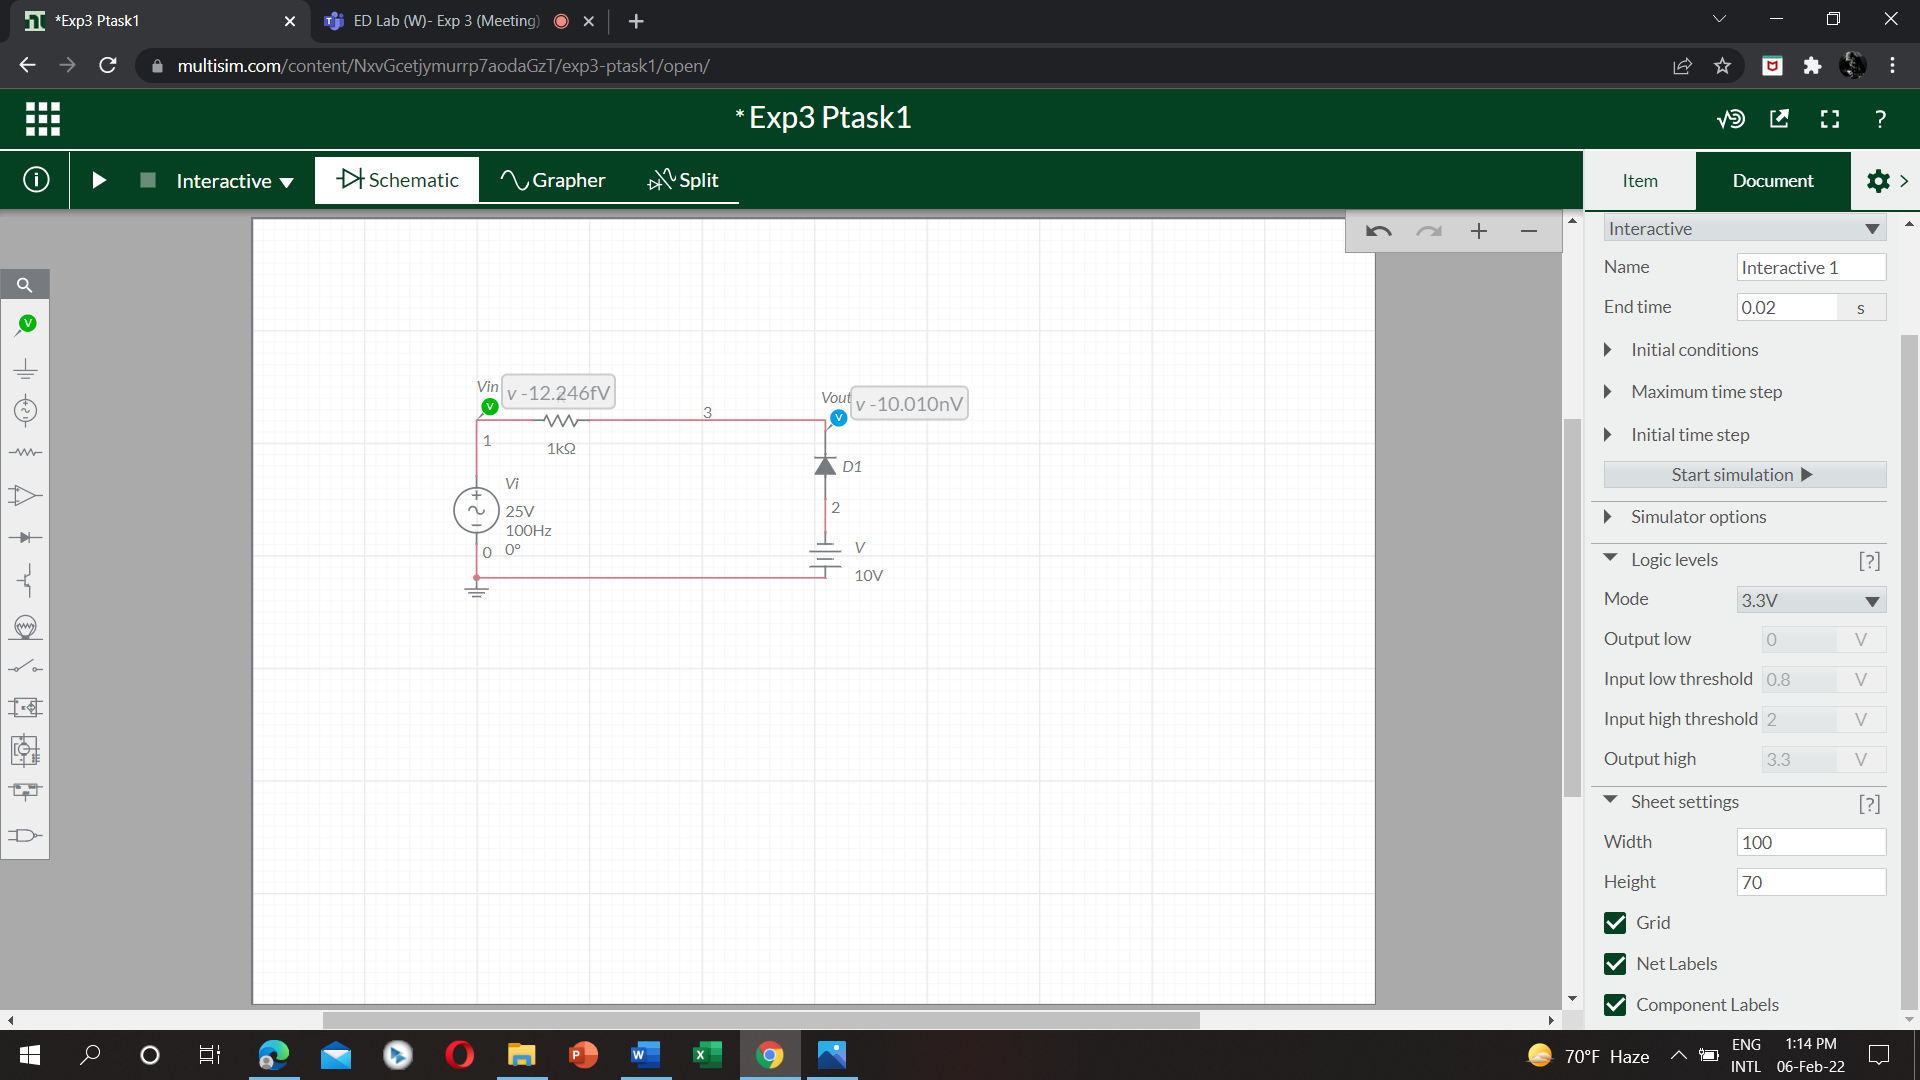 *Exp3 Ptask1
ED Lab (W)- Exp 3 (Meeting)
multisim.com/content/NxvGcetjymurrp7aodaGzT/exp3-ptask1/open/
*Exp3 Ptask1
?
Interactive
Schematic
Grapher
Split
Item
Document
Interactive
Name
Interactive 1
End time
0.02
s
Initial conditions
Maximum time step
Initial time step
Start simulation
Simulator options
Logic levels
[?]
Mode
3.3V
Output low
0
V
Input low threshold
0.8
V
Input high threshold
2
V
Output high
3.3
V
Sheet settings
[?]
Width
100
Height
70
Grid
Net Labels
Component Labels
V
Vin
v -12.246fV
V
1
1kΩ
3
Vout
v -10.010nV
V
D1
2
Vi
25V
100Hz
0°
0
V
10V
70°F Haze
ENG
INTL
1:14 PM
06-Feb-22